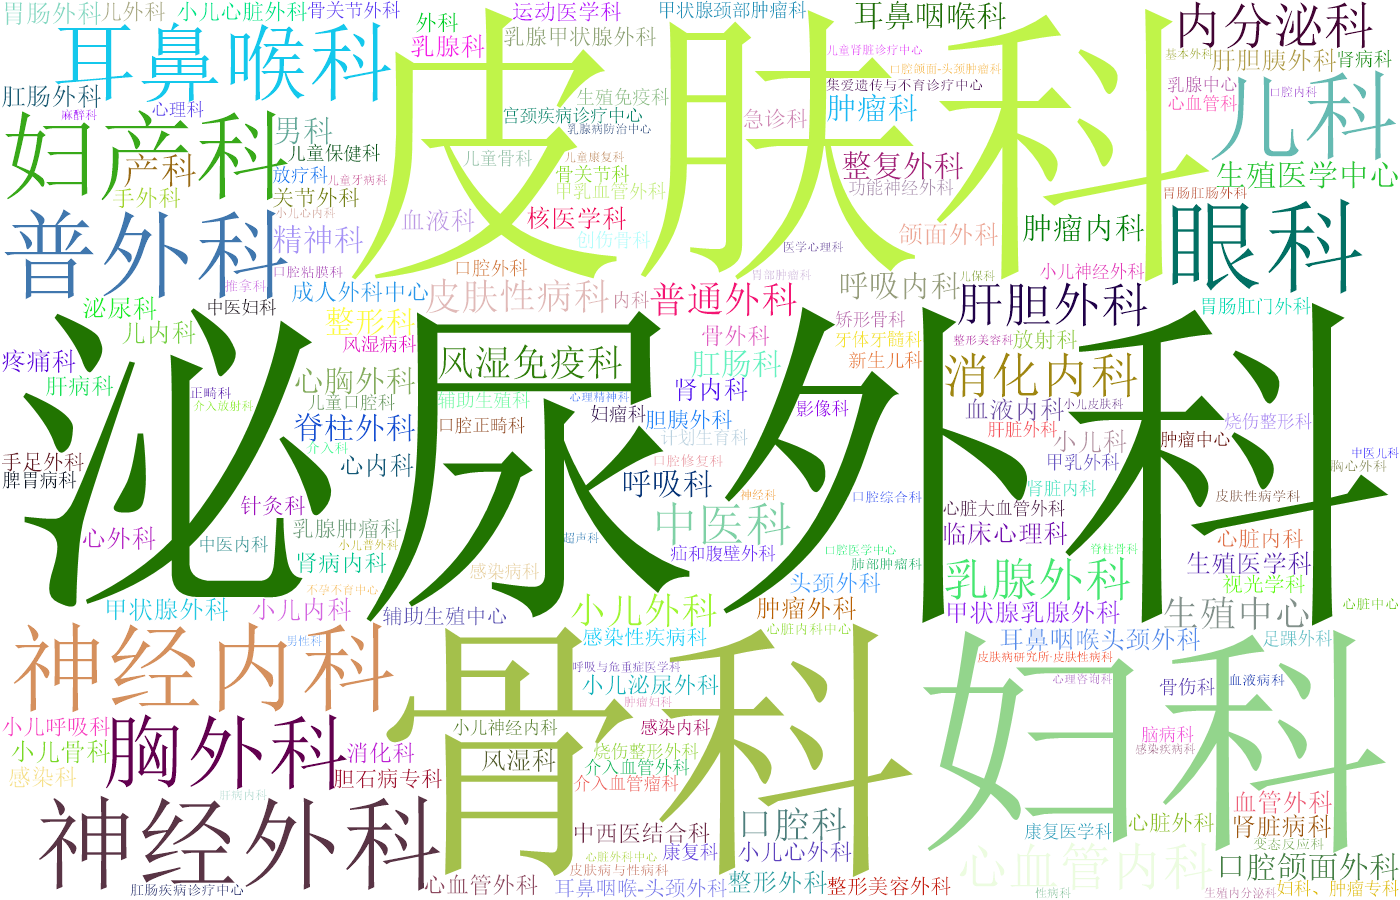 胃肠外科
儿外科
小儿心脏外科
骨关节外科
外科
运动医学科
甲状腺颈部肿瘤科
耳鼻咽喉科
内分泌科
耳鼻喉科
皮肤科
乳腺科
乳腺甲状腺外科
儿童肾脏诊疗中心
基本外科
肝胆胰外科
肾病科
口腔颌面-头颈肿瘤科
集爱遗传与不育诊疗中心
乳腺中心
口腔内科
心血管科
儿科
肛肠外科
麻醉科
心理科
生殖免疫科
宫颈疾病诊疗中心
乳腺病防治中心
肿瘤科
急诊科
妇产科
产科
男科
儿童保健科
放疗科
儿童牙病科
儿童骨科
儿童康复科
骨关节科
甲乳血管外科
整复外科
功能神经外科
生殖医学中心
胃肠肛肠外科
手外科
关节外科
小儿心内科
血液科
核医学科
创伤骨科
医学心理科
颌面外科
肿瘤内科
眼科
普外科
精神科
口腔粘膜科
推拿科
口腔外科
胃部肿瘤科
呼吸内科
儿保科
小儿神经外科
泌尿科
中医妇科
成人外科中心
皮肤性病科
内科
普通外科
肝胆外科
胃肠肛门外科
儿内科
整形科
风湿病科
骨外科
矫形骨科
牙体牙髓科
整形美容科
放射科
疼痛科
肝病科
泌尿外科
风湿免疫科
肛肠科
新生儿科
消化内科
正畸科
介入放射科
心胸外科
儿童口腔科
辅助生殖科
心理精神科
肾内科
妇瘤科
影像科
血液内科
小儿皮肤科
脊柱外科
介入科
口腔正畸科
胆胰外科
计划生育科
肝脏外科
小儿科
肿瘤中心
烧伤整形科
手足外科
脾胃病科
心内科
口腔修复科
甲乳外科
中医儿科
胸心外科
呼吸科
神经科
口腔综合科
肾脏内科
皮肤性病学科
针灸科
乳腺肿瘤科
中医科
心脏大血管外科
临床心理科
心外科
中医内科
小儿普外科
超声科
疝和腹壁外科
口腔医学中心
脊柱骨科
心脏内科
肾病内科
感染病科
肺部肿瘤科
生殖医学科
不孕不育中心
头颈外科
乳腺外科
视光学科
甲状腺外科
小儿内科
辅助生殖中心
小儿外科
肿瘤外科
甲状腺乳腺外科
生殖中心
心脏中心
神经内科
男性科
骨科
感染性疾病科
心脏内科中心
耳鼻咽喉头颈外科
足踝外科
妇科
呼吸与危重症医学科
皮肤病研究所·皮肤性病科
小儿泌尿外科
心理咨询科
骨伤科
血液病科
肿瘤妇科
小儿呼吸科
胸外科
小儿神经内科
感染内科
脑病科
小儿骨科
消化科
风湿科
烧伤整形外科
感染疾病科
感染科
胆石病专科
介入血管外科
介入血管瘤科
肝病内科
神经外科
血管外科
中西医结合科
口腔科
康复医学科
心脏外科
肾脏病科
变态反应科
心脏外科中心
康复科
小儿心外科
心血管内科
口腔颌面外科
皮肤病与性病科
肛肠疾病诊疗中心
心血管外科
耳鼻咽喉-头颈外科
整形外科
整形美容外科
性病科
生殖内分泌科
妇科、肿瘤专科